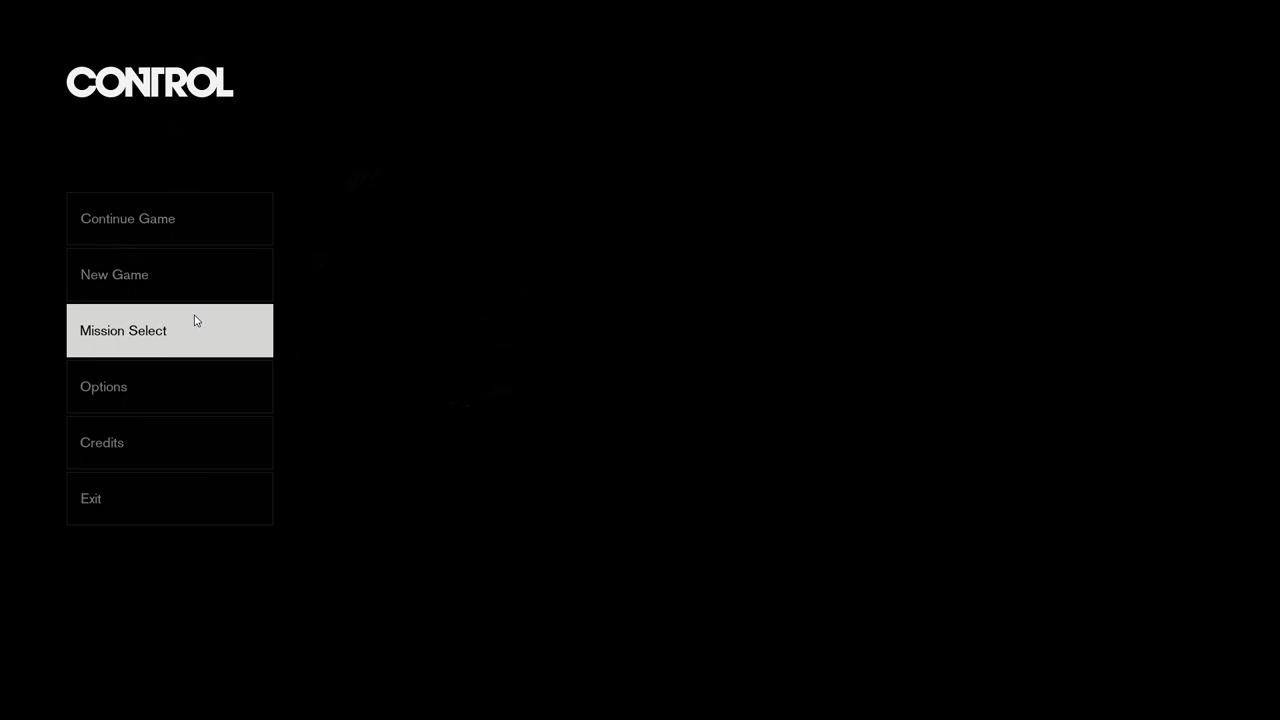 CONTROL
Continue Game
New Game
Mission Select
Options
Credits
Exit